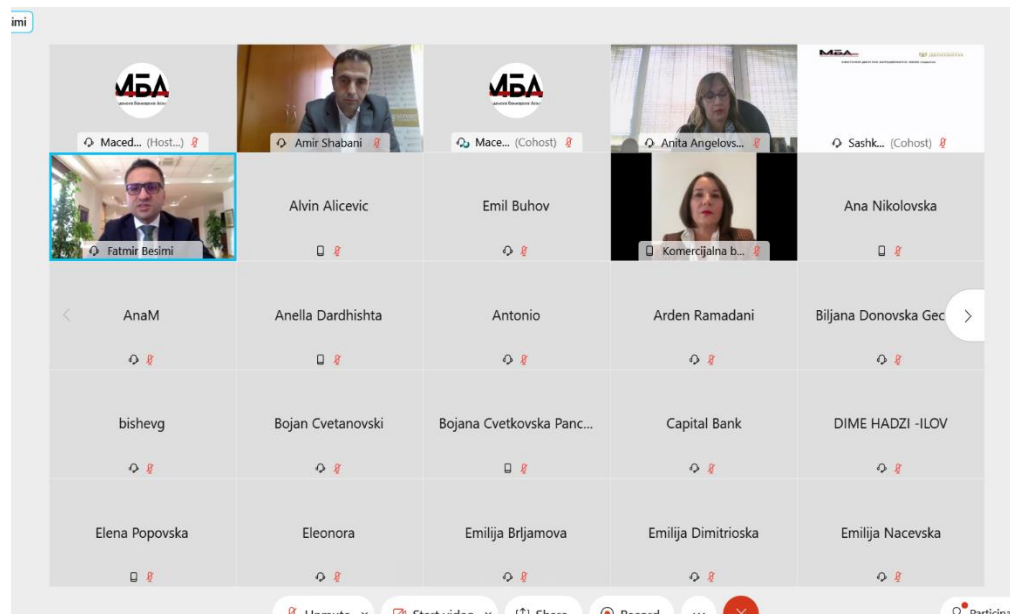 imi
МБА
Maced... (Host...)
Amir Shabani
МБА
Mace... (Cohost)
Anita Angelovs...
МБА
Sashk... (Cohost)
Fatmir Besimi
Alvin Alicevic
Emil Buhov
Komercijalna b...
Ana Nikolovska
AnaM
Anella Dardhishta
Antonio
Arden Ramadani
Biljana Donovska Gec
bishevg
Bojan Cvetanovski
Bojana Cvetkovska Panc...
Capital Bank
DIME HADZI -ILOV
Elena Popovska
Eleonora
Emilija Brljamova
Emilija Dimitrioska
Emilija Nacevska
Unmute
Start video
Share
Record
Participa